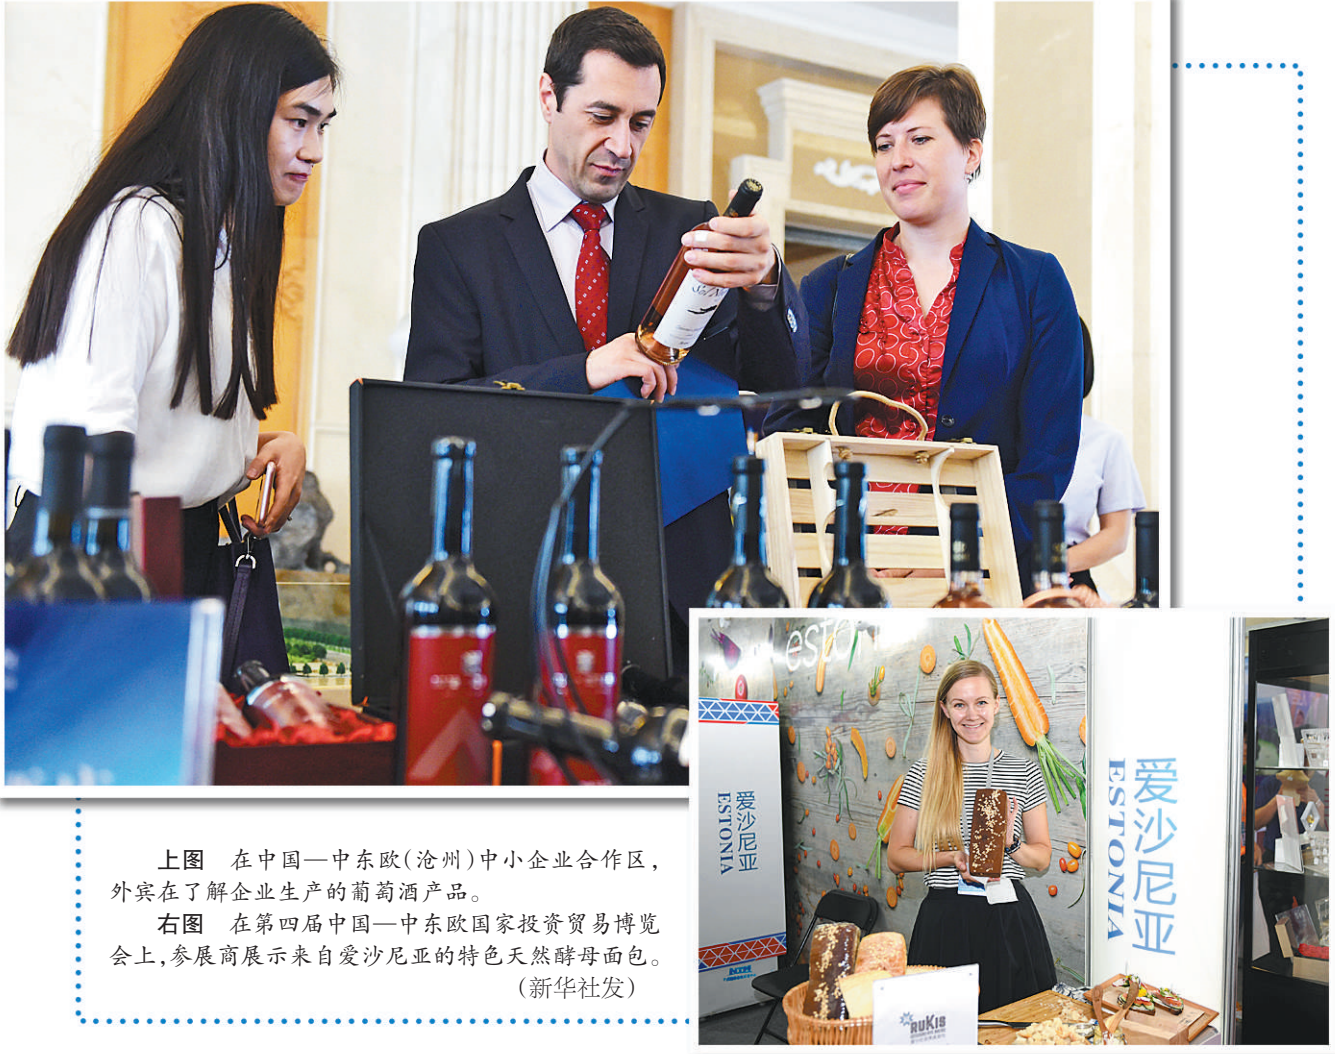 esto
爱沙尼亚
ESTONIA
爱沙尼亚
ESTONIA
RUKIS
上图 在中国—中东欧(沧州)中小企业合作区，
外宾在了解企业生产的葡萄酒产品。
右图 在第四届中国—中东欧国家投资贸易博览
会上，参展商展示来自爱沙尼亚的特色天然酵母面包。
(新华社发)